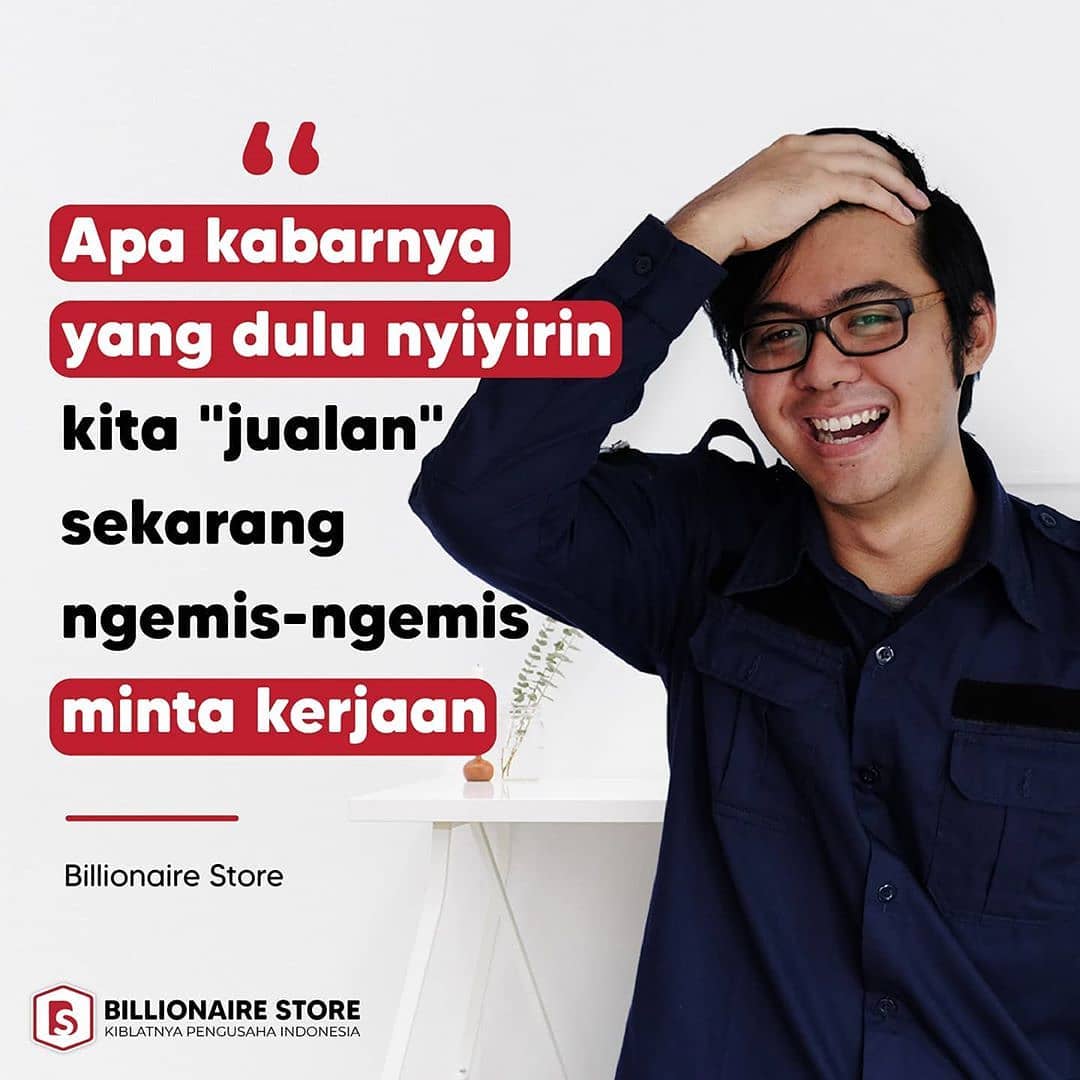 “
Apa kabarnya
yang dulu nyiyirin
kita "jualan"
sekarang
ngemis-ngemis
minta kerjaan
Billionaire Store
BS
BILLIONAIRE STORE
KIBLATNYA PENGUSAHA INDONESIA